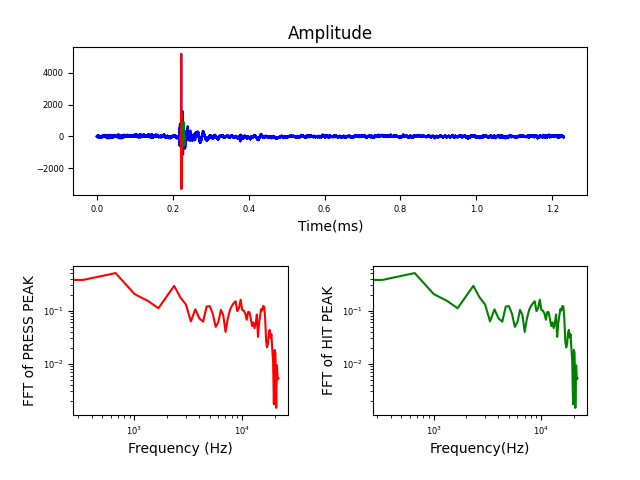 Amplitude
4000
2000
0
−2000
0.0 0.2 0.4 0.6 0.8 1.0 1.2
Time(ms)
FFT of PRESS PEAK
10⁻¹
10⁻²
10³ 10⁴
Frequency (Hz)
FFT of HIT PEAK
10⁻¹
10⁻²
10³ 10⁴
Frequency(Hz)